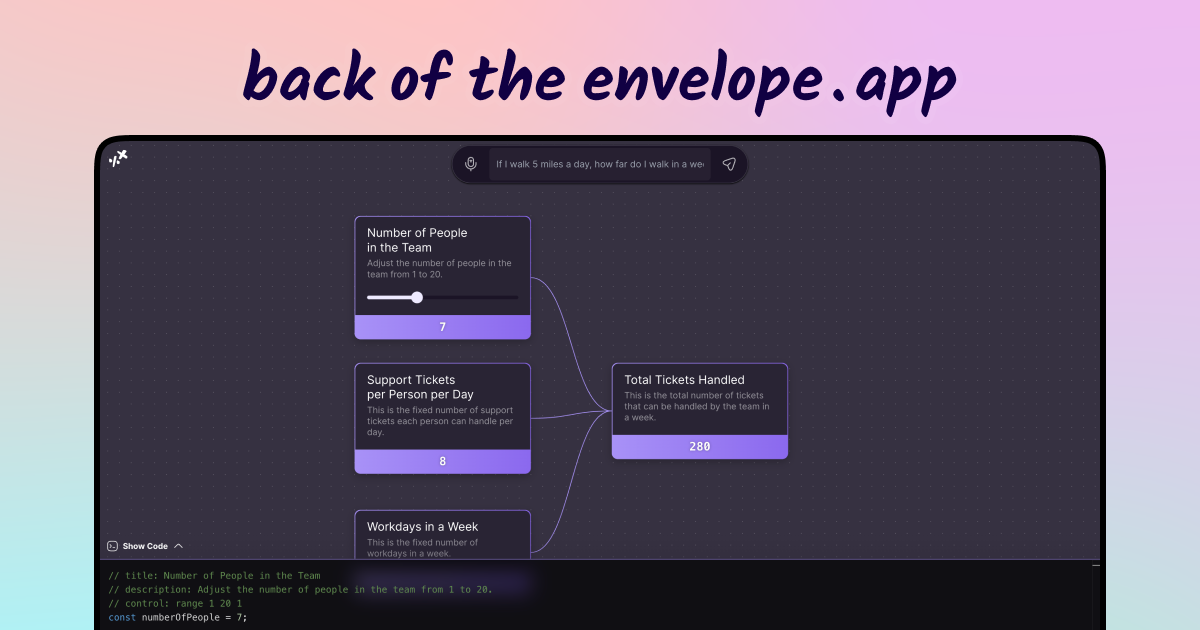 back of the envelope.app
If I walk 5 miles a day, how far do I walk in a
Number of People
in the Team
Adjust the number of people in the
team from 1 to 20.
7
Support Tickets
per Person per Day
This is the fixed number of support
tickets each person can handle per
day.
8
Total Tickets Handled
This is the total number of tickets
that can be handled by the team in
a week.
280
Workdays in a Week
This is the fixed number of
workdays in a week.
Show Code
// title: Number of People in the Team
// description: Adjust the number of people in the team from 1 to 20.
// control: range 1 20 1
const numberOfPeople = 7;